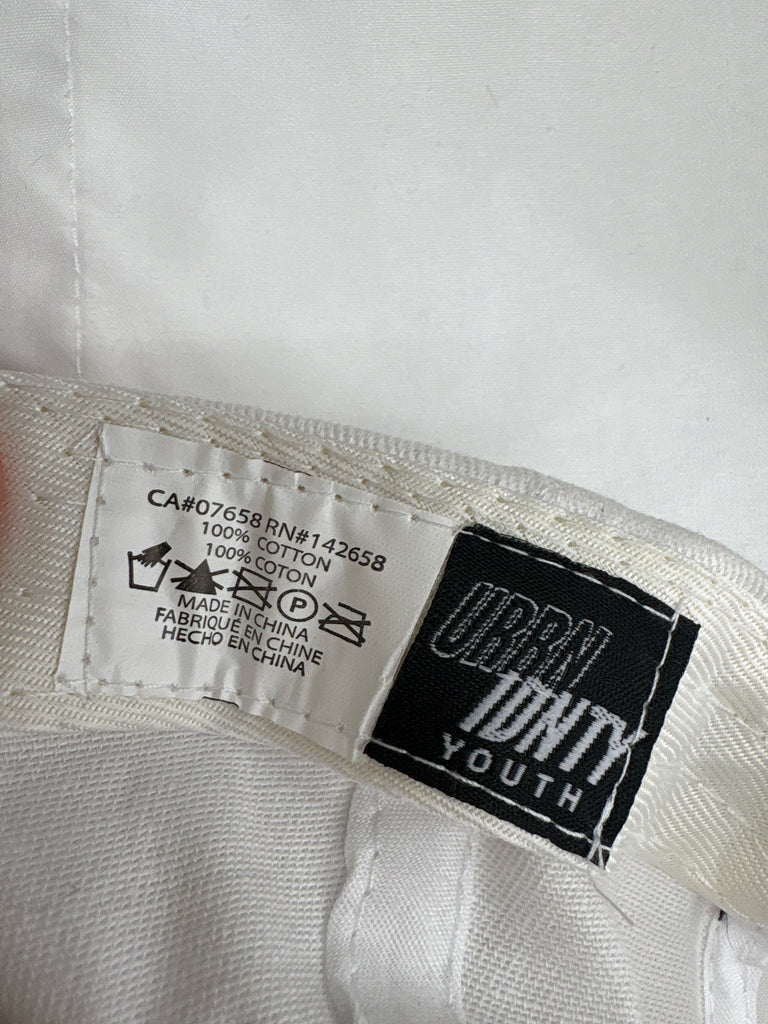 CA#07658 RN#142658
100% COTTON
100% COTON
P
MADE IN CHINA
FABRIQUÉ EN CHINE
HECHO EN CHINA
URRN
IDNTY
YOUTH